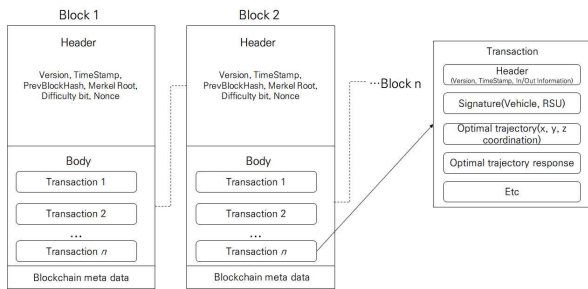 Block 1
Header
Version, TimeStamp,
PrevBlockHash, Merkel Root,
Difficulty bit, Nonce
Body
Transaction 1
Transaction 2
...
Transaction n
Blockchain meta data
Block 2
Header
Version, TimeStamp,
PrevBlockHash, Merkel Root,
Difficulty bit, Nonce
Body
Transaction 1
Transaction 2
...
Transaction n
Blockchain meta data
⋯Block n
Transaction
Header
(Version, TimeStamp, In/Out Information)
Signature(Vehicle, RSU)
Optimal trajectory(x, y, z
coordination)
Optimal trajectory response
Etc